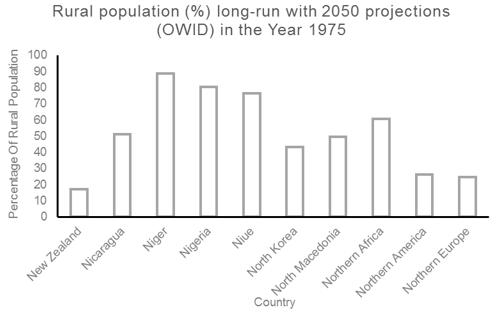 Rural population (%) long-run with 2050 projections
(OWID) in the Year 1975
Percentage Of Rural Population
100
90
80
70
60
50
40
30
20
10
0
New Zealand
Nicaragua
Niger
Nigeria
Niue
North Korea
North Macedonia
Northern Africa
Northern America
Northern Europe
Country